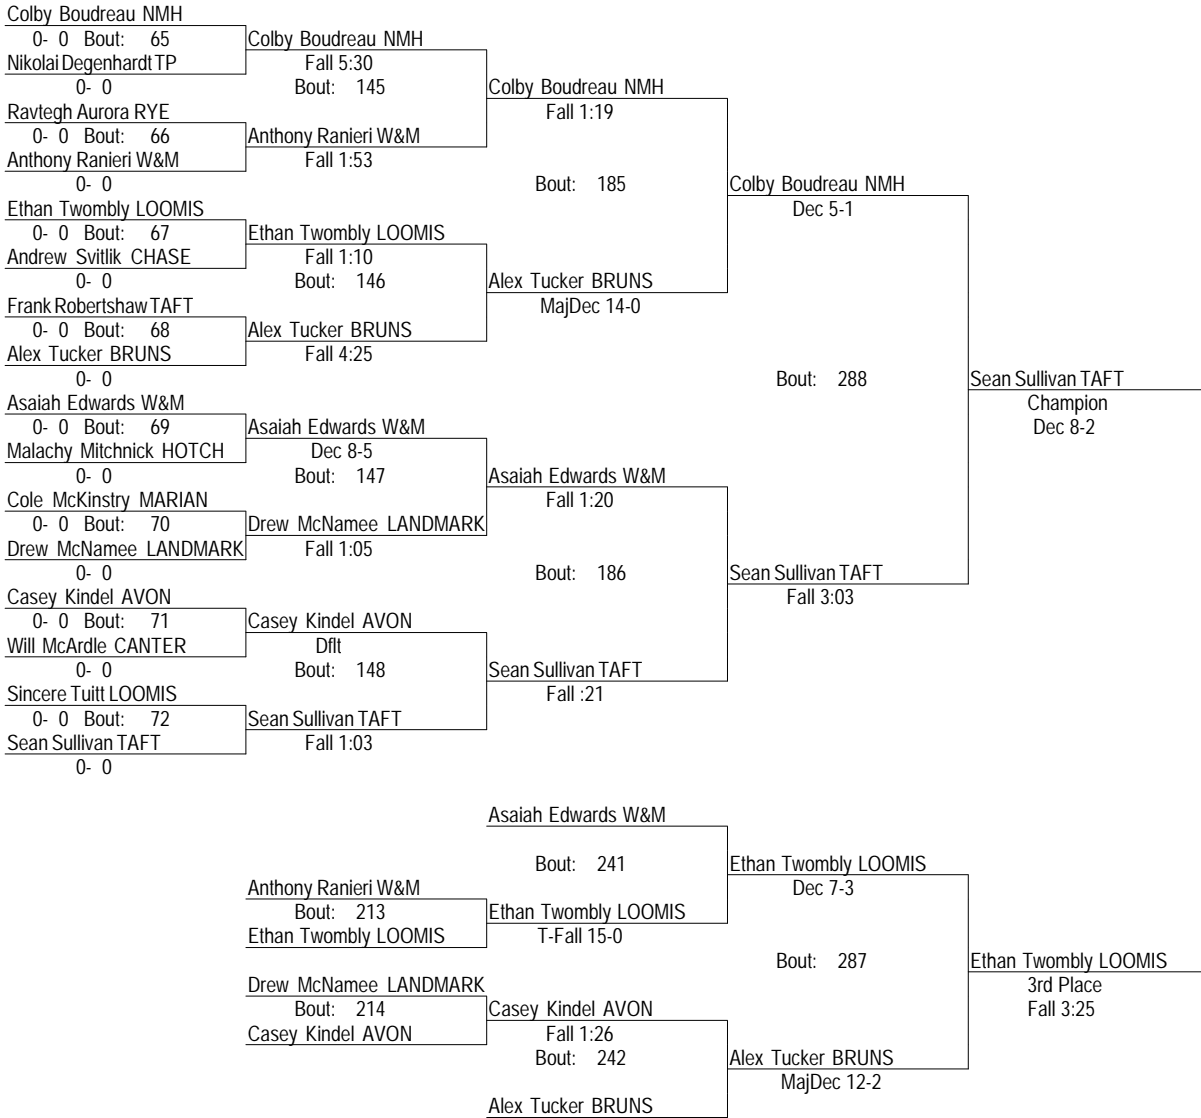 Colby Boudreau NMH
0- 0 Bout: 65
Colby Boudreau NMH
Nikolai Degenhardt TP
Fall 5:30
0- 0
Bout: 145
Colby Boudreau NMH
Ravtegh Aurora RYE
Fall 1:19
0- 0 Bout: 66
Anthony Ranieri W&M
Anthony Ranieri W&M
Fall 1:53
0- 0
Bout: 185
Colby Boudreau NMH
Ethan Twombly LOOMIS
Dec 5-1
0- 0 Bout: 67
Ethan Twombly LOOMIS
Andrew Svitlik CHASE
Fall 1:10
0- 0
Bout: 146
Alex Tucker BRUNS
Frank Robertshaw TAFT
MajDec 14-0
0- 0 Bout: 68
Alex Tucker BRUNS
Alex Tucker BRUNS
Fall 4:25
0- 0
Bout: 288
Sean Sullivan TAFT
Asaiah Edwards W&M
Champion
0- 0 Bout: 69
Asaiah Edwards W&M
Dec 8-2
Malachy Mitchnick HOTCH
Dec 8-5
0- 0
Bout: 147
Asaiah Edwards W&M
Cole McKinstry MARIAN
Fall 1:20
0- 0 Bout: 70
Drew McNamee LANDMARK
Drew McNamee LANDMARK
Fall 1:05
0- 0
Bout: 186
Sean Sullivan TAFT
Casey Kindel AVON
Fall 3:03
0- 0 Bout: 71
Casey Kindel AVON
Will McArdle CANTER
Dflt
0- 0
Bout: 148
Sean Sullivan TAFT
Sincere Tuitt LOOMIS
Fall :21
0- 0 Bout: 72
Sean Sullivan TAFT
Sean Sullivan TAFT
Fall 1:03
0- 0
Asaiah Edwards W&M
Bout: 241
Ethan Twombly LOOMIS
Anthony Ranieri W&M
Dec 7-3
Bout: 213
Ethan Twombly LOOMIS
Ethan Twombly LOOMIS
T-Fall 15-0
Bout: 287
Ethan Twombly LOOMIS
Drew McNamee LANDMARK
3rd Place
Bout: 214
Casey Kindel AVON
Fall 3:25
Casey Kindel AVON
Fall 1:26
Bout: 242
Alex Tucker BRUNS
MajDec 12-2
Alex Tucker BRUNS